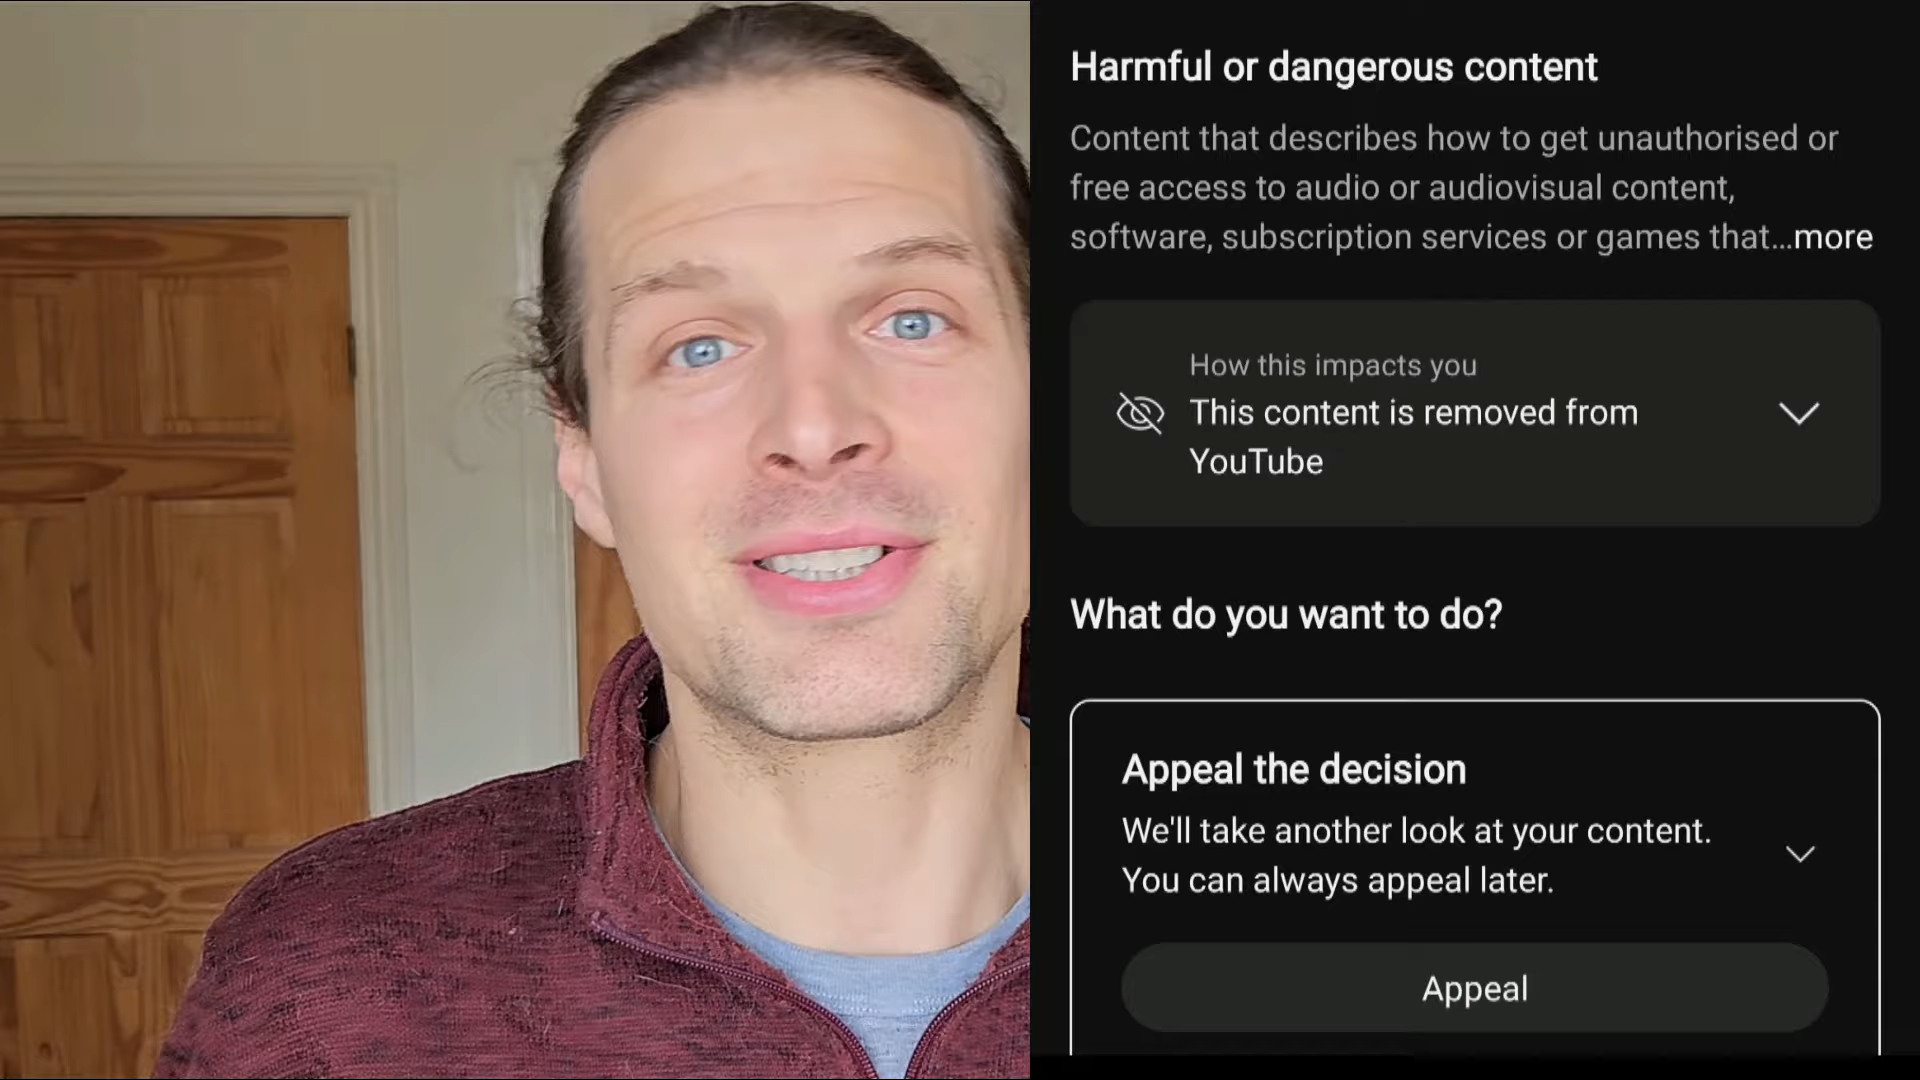 Harmful or dangerous content
Content that describes how to get unauthorised or
free access to audio or audiovisual content,
software, subscription services or games that...more
How this impacts you
This content is removed from
YouTube
What do you want to do?
Appeal the decision
We'll take another look at your content.
You can always appeal later.
Appeal